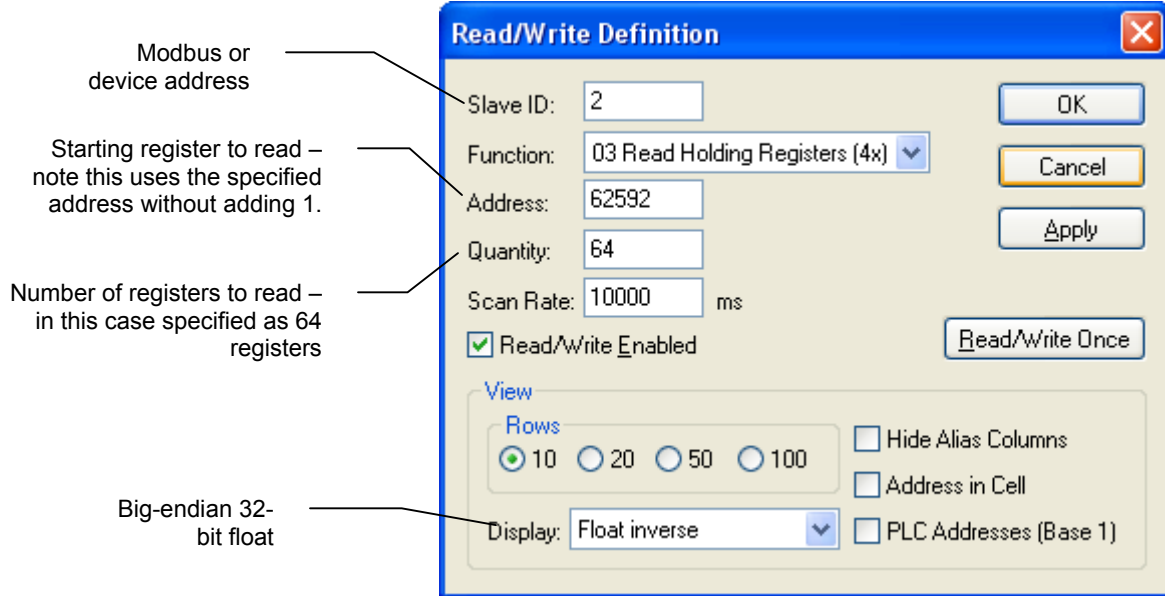 Modbus or
device address
Starting register to read –
note this uses the specified
address without adding 1.
Number of registers to read –
in this case specified as 64
registers
Big-endian 32-
bit float
Read/Write Definition
Slave ID: 2
OK
Function: 03 Read Holding Registers (4x)
Cancel
Address: 62592
Apply
Quantity: 64
Scan Rate: 10000 ms
Read/Write Enabled
Read/Write Once
View
Rows
10 20 50 100
Hide Alias Columns
Address in Cell
Display: Float inverse
PLC Addresses (Base 1)